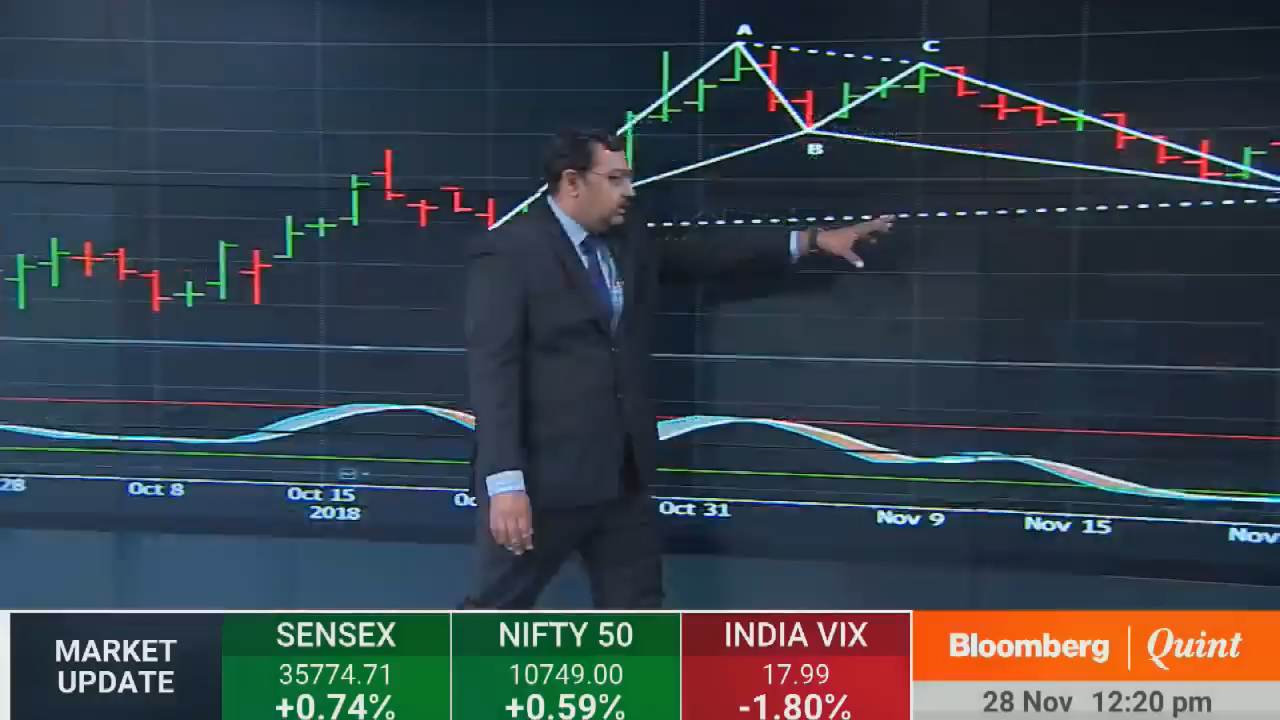 A
C
B
28
Oct 8
Oct 15
2018
Oct 31
Nov 9
Nov 15
Nov
MARKET
UPDATE
SENSEX
35774.71
+0.74%
NIFTY 50
10749.00
+0.59%
INDIA VIX
17.99
-1.80%
Bloomberg | Quint
28 Nov 12:20 pm